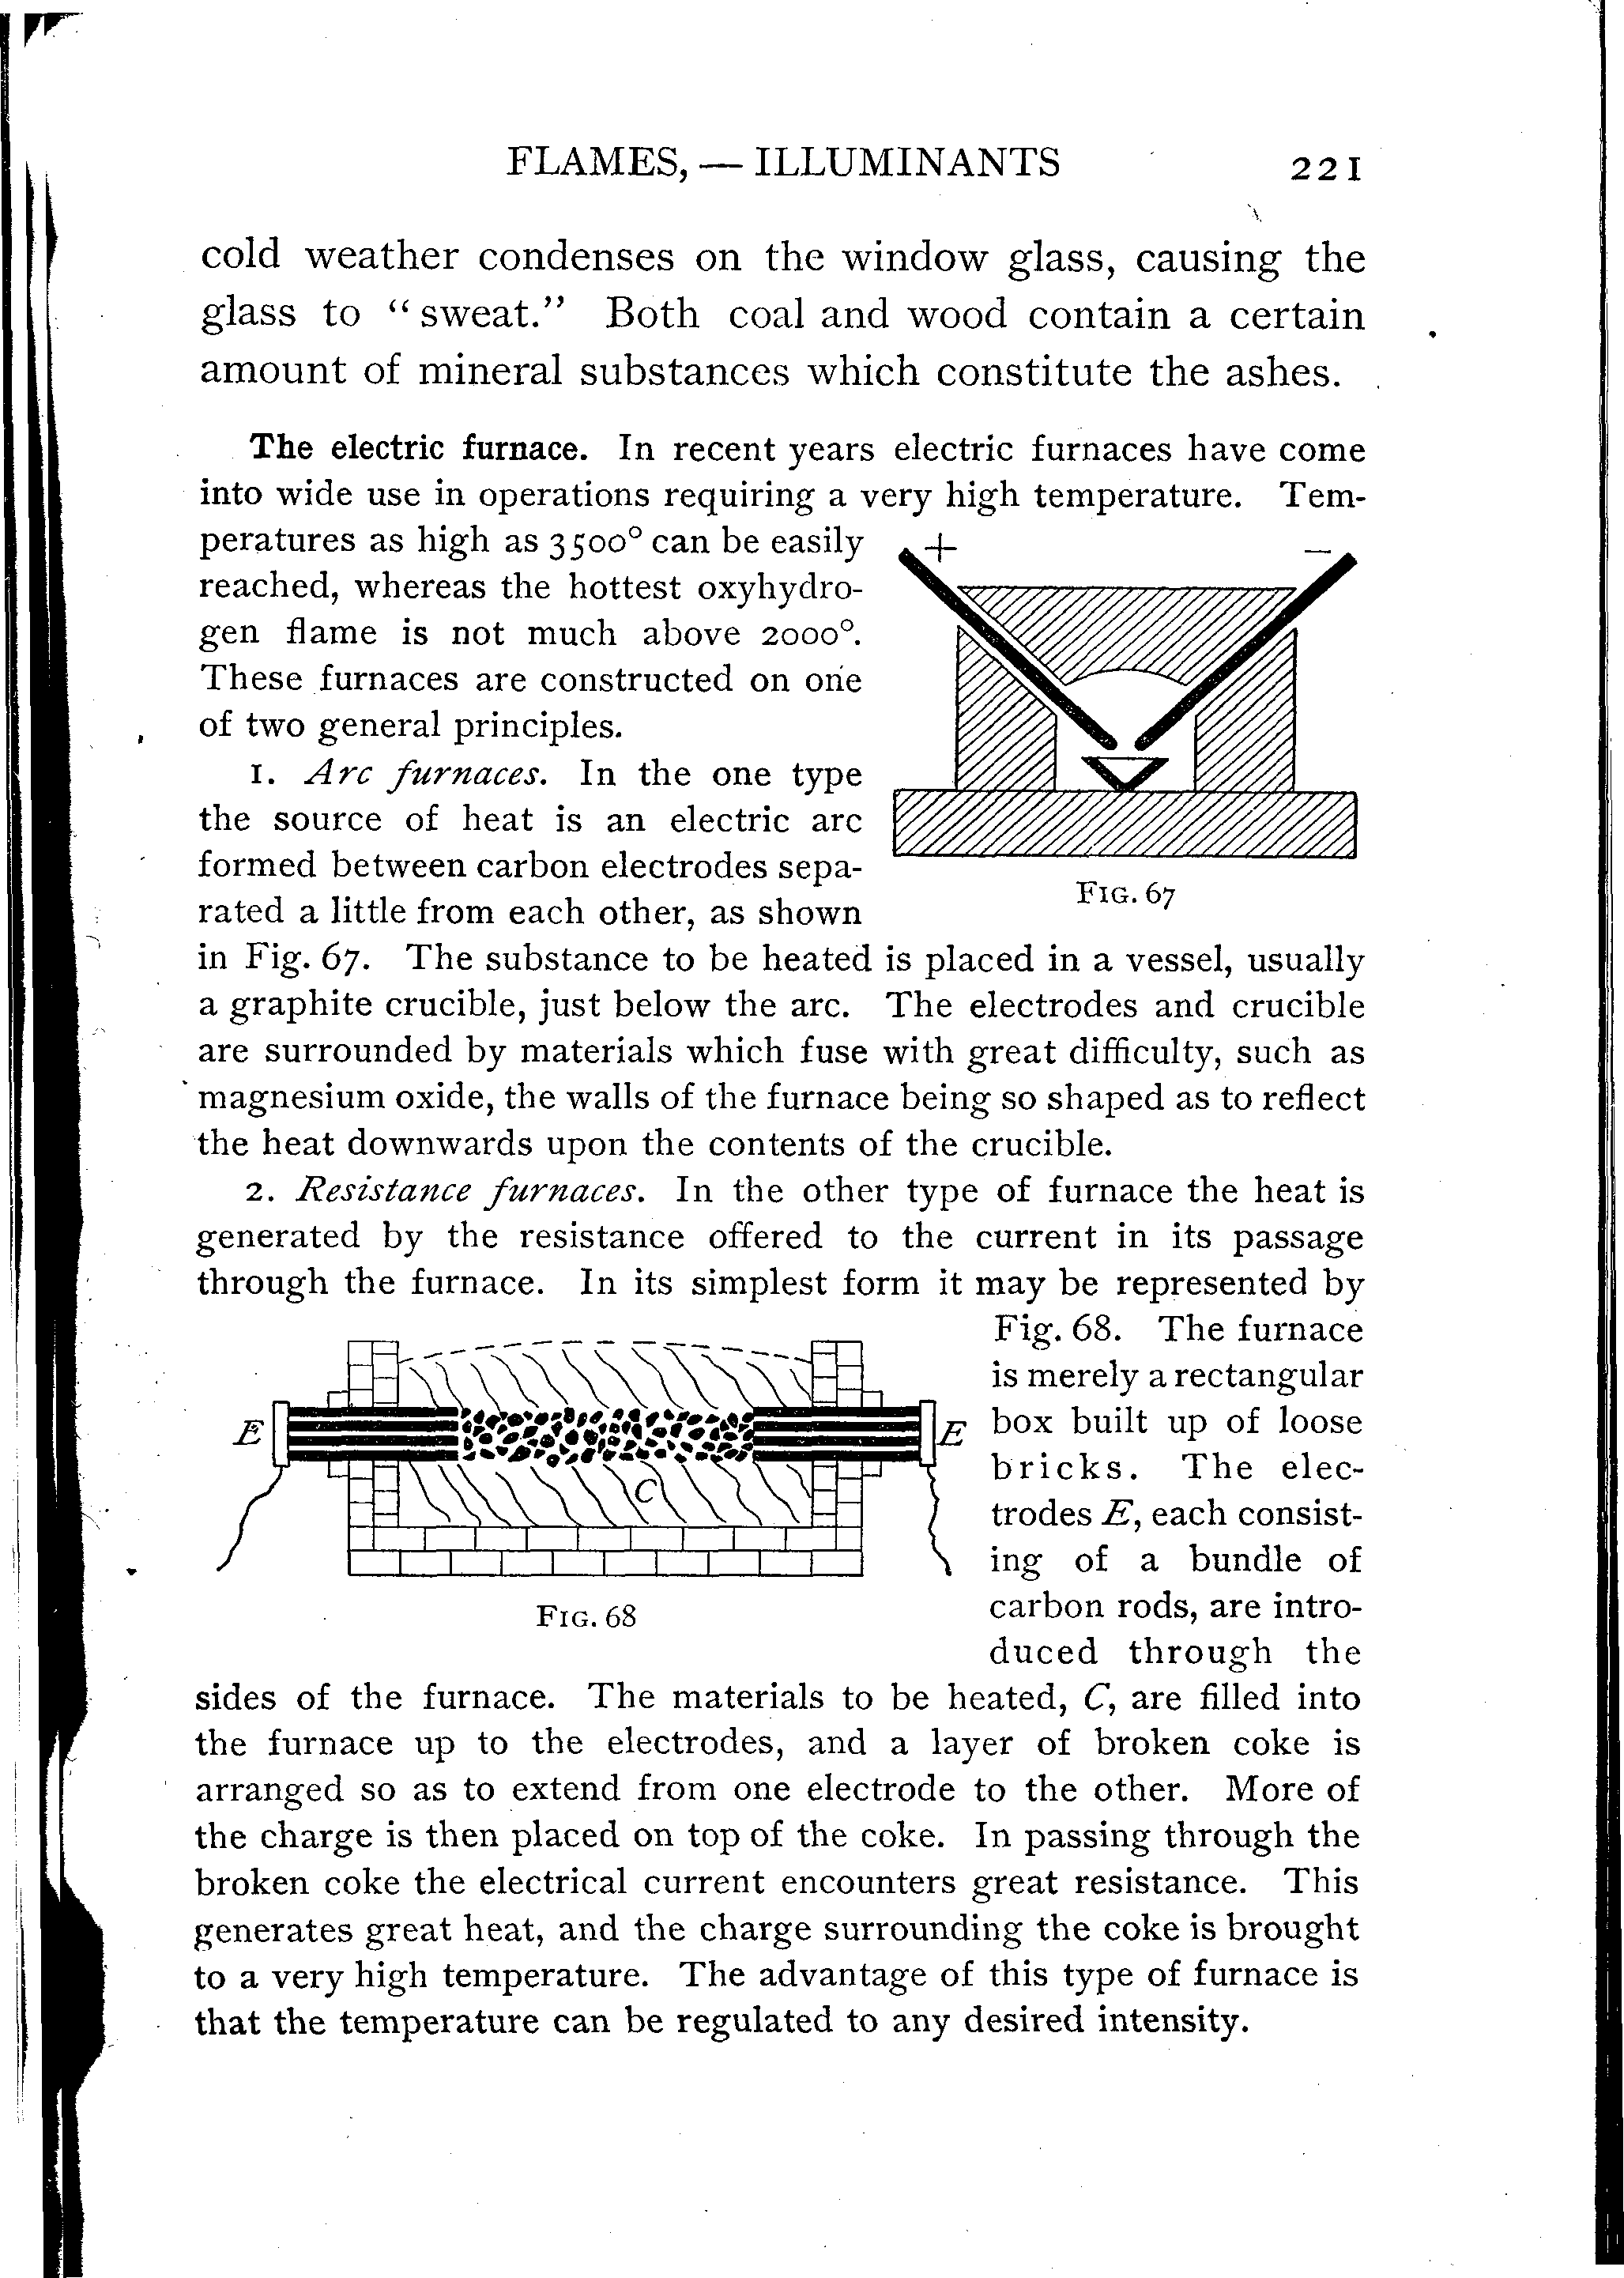 FLAMES, — ILLUMINANTS 221
cold weather condenses on the window glass, causing the
glass to "sweat." Both coal and wood contain a certain
amount of mineral substances which constitute the ashes.
The electric furnace. In recent years electric furnaces have come
into wide use in operations requiring a very high temperature. Tem-
peratures as high as 3500° can be easily
reached, whereas the hottest oxyhydro-
gen flame is not much above 2000°.
These furnaces are constructed on one
of two general principles.
1. Arc furnaces. In the one type
the source of heat is an electric arc
formed between carbon electrodes sepa-
rated a little from each other, as shown
+ −
FIG. 67
in Fig. 67. The substance to be heated is placed in a vessel, usually
a graphite crucible, just below the arc. The electrodes and crucible
are surrounded by materials which fuse with great difficulty, such as
magnesium oxide, the walls of the furnace being so shaped as to reflect
the heat downwards upon the contents of the crucible.
2. Resistance furnaces. In the other type of furnace the heat is
generated by the resistance offered to the current in its passage
through the furnace. In its simplest form it may be represented by
E E
C
FIG. 68
Fig. 68. The furnace
is merely a rectangular
box built up of loose
bricks. The elec-
trodes E, each consist-
ing of a bundle of
carbon rods, are intro-
duced through the
sides of the furnace. The materials to be heated, C, are filled into
the furnace up to the electrodes, and a layer of broken coke is
arranged so as to extend from one electrode to the other. More of
the charge is then placed on top of the coke. In passing through the
broken coke the electrical current encounters great resistance. This
generates great heat, and the charge surrounding the coke is brought
to a very high temperature. The advantage of this type of furnace is
that the temperature can be regulated to any desired intensity.